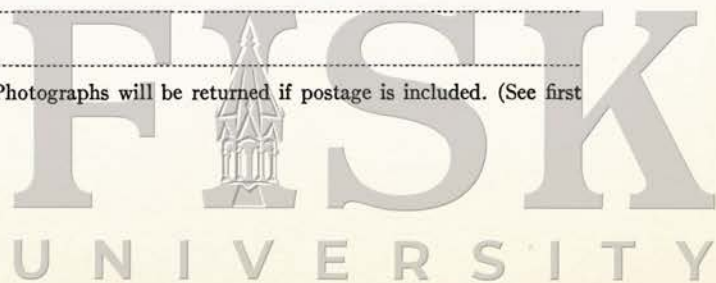 Photographs will be returned if postage is included. (See first
FISK
UNIVERSITY